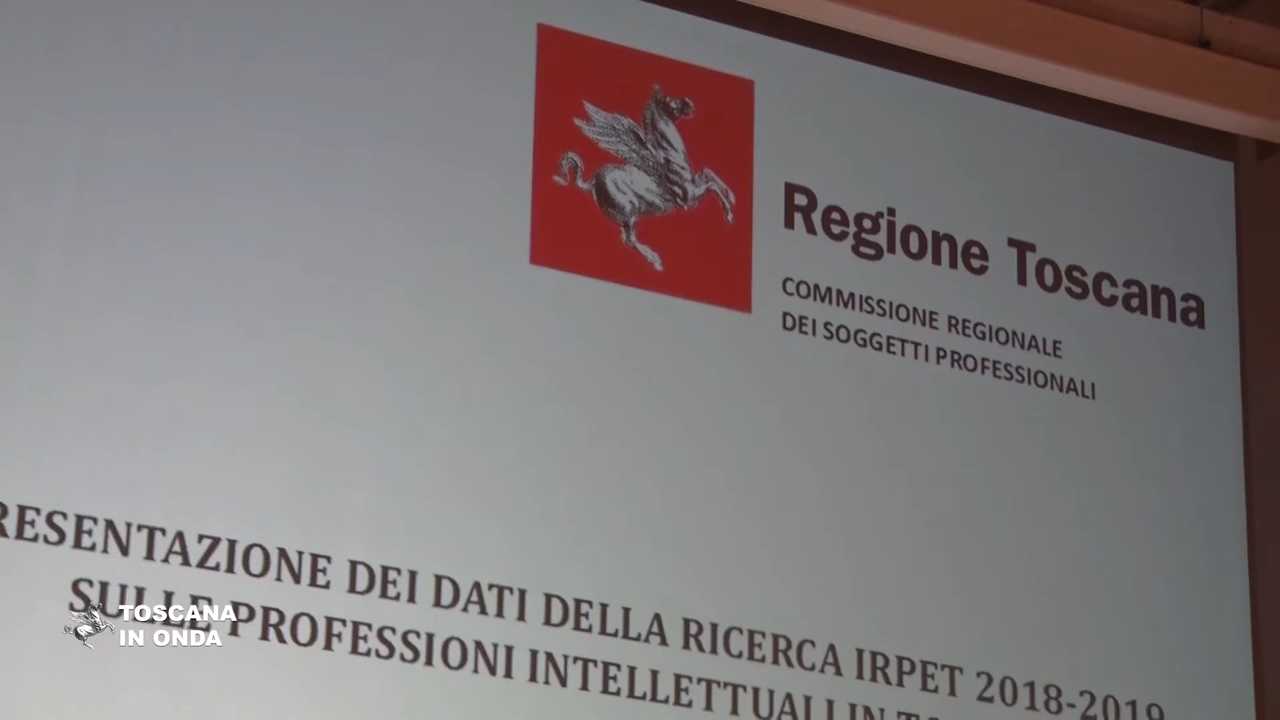 Regione Toscana
COMMISSIONE REGIONALE
DEI SOGGETTI PROFESSIONALI
RESENTAZIONE DEI DATI DELLA RICERCA IRPET 2018-2019
SULLE PROFESSIONI INTELLETTUALI IN
TOSCANA
IN ONDA